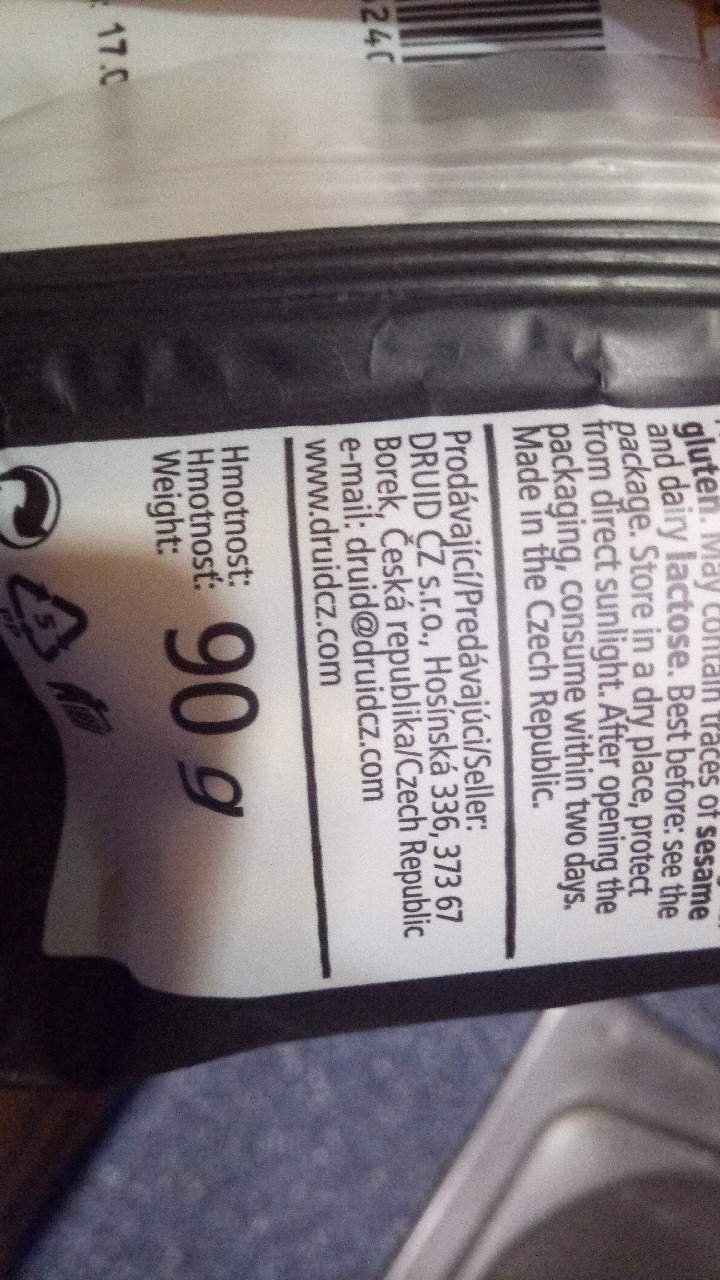 gluten. May contain traces of sesame
and dairy lactose. Best before: see the
package. Store in a dry place, protect
from direct sunlight. After opening the
packaging, consume within two days.
Made in the Czech Republic.
Prodávající/Predávajúci/Seller:
DRUID CZ s.r.o., Hosínská 336, 373 67
Borek, Česká republika/Czech Republic
e-mail: druid@druidcz.com
www.druidcz.com
Hmotnost:
Hmotnosť: 90 g
Weight:
5
PP